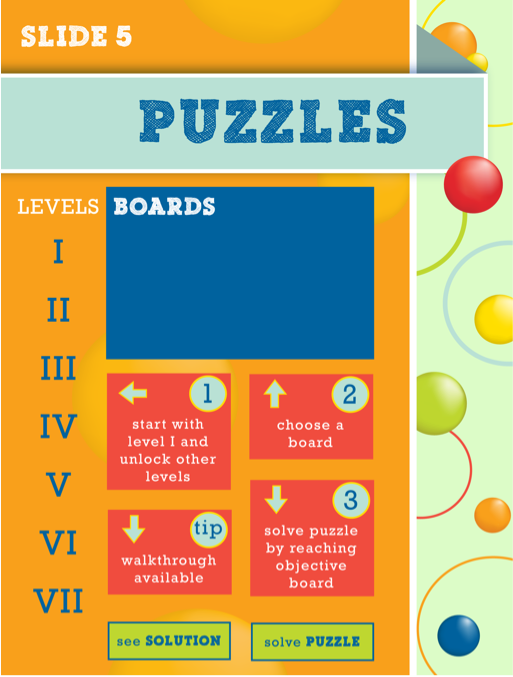 SLIDE 5
PUZZLES
LEVELS
BOARDS
I
II
III
IV
V
VI
VII
1
start with
level I and
unlock other
levels
2
choose a
board
tip
walkthrough
available
3
solve puzzle
by reaching
objective
board
see SOLUTION
solve PUZZLE